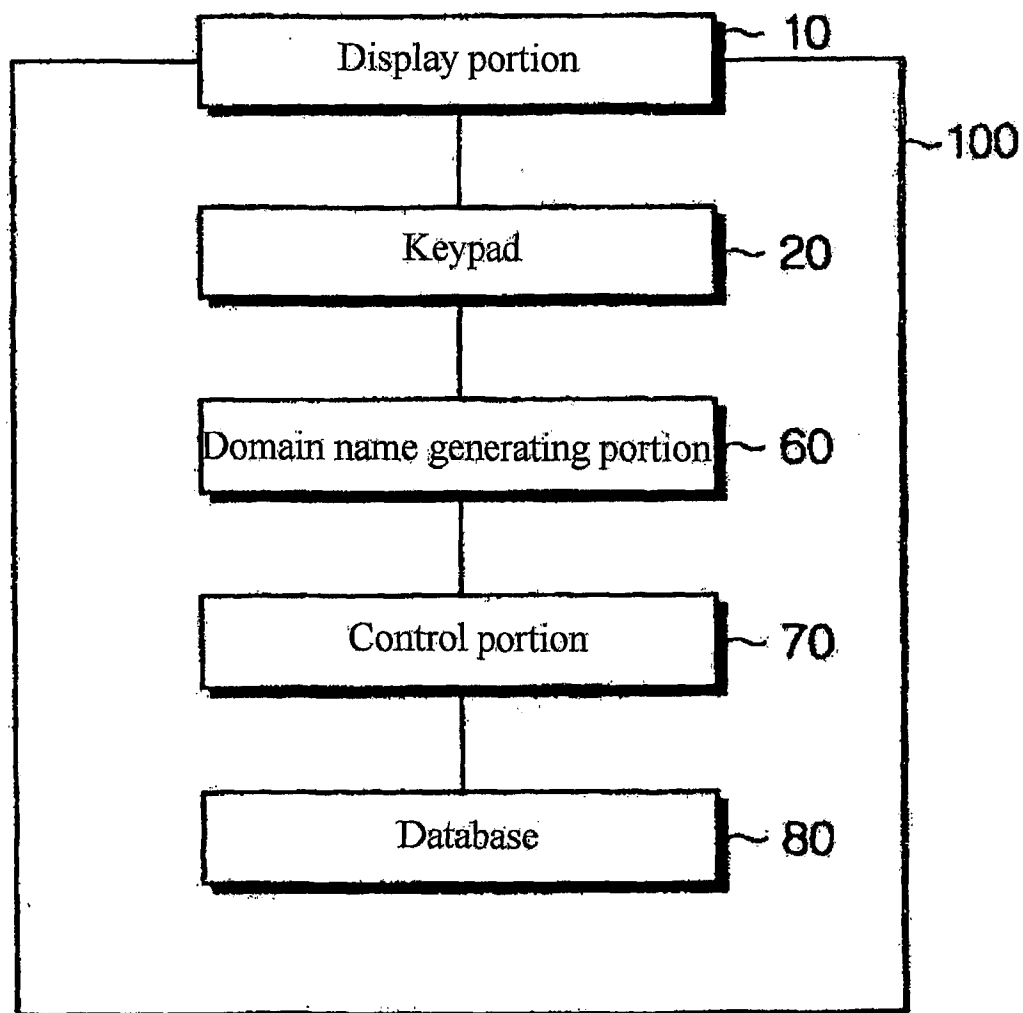 Display portion
10
100
Keypad
20
Domain name generating portion
60
Control portion
70
Database
80